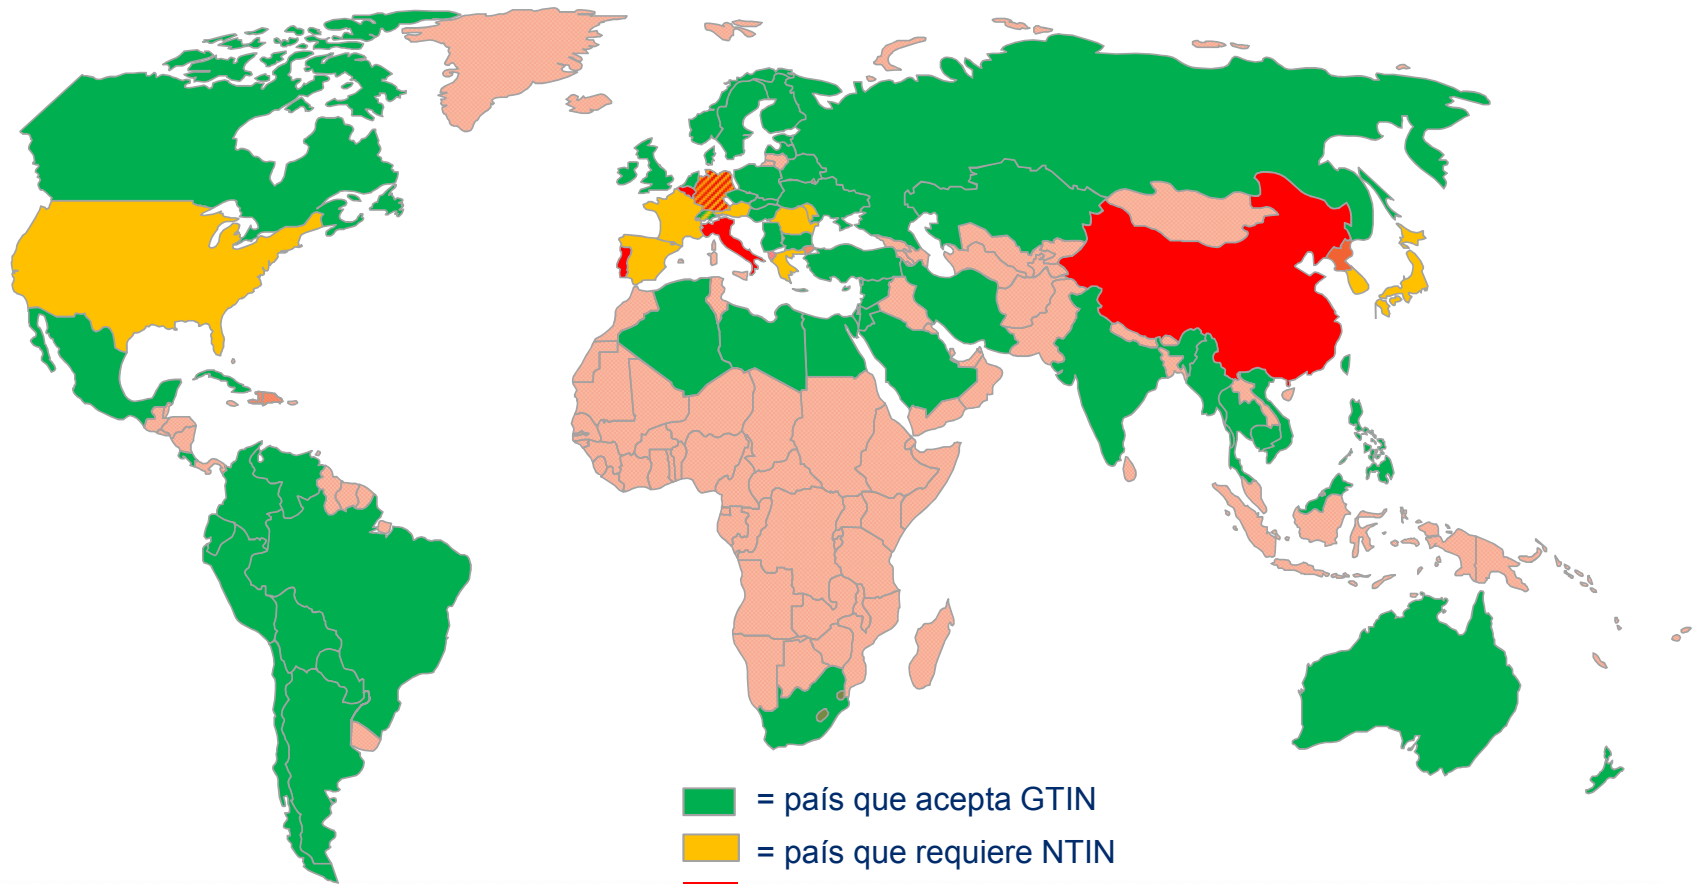 = país que acepta GTIN
= país que requiere NTIN